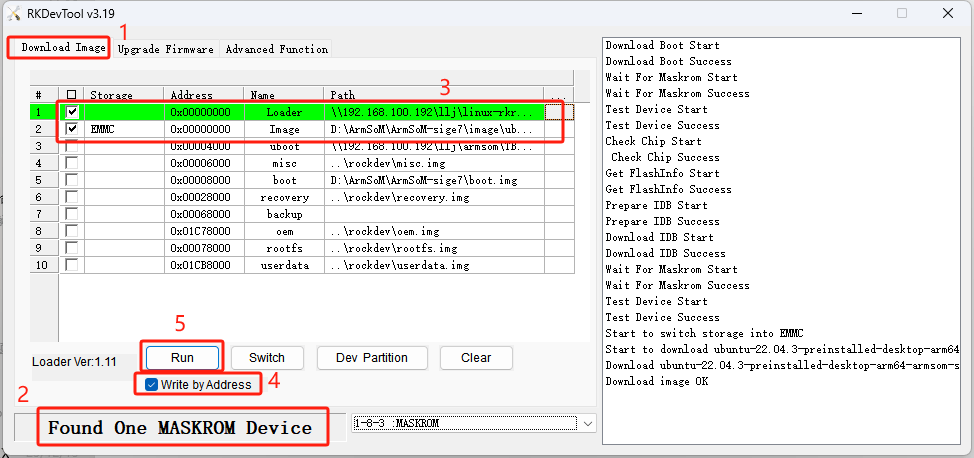 RKDevTool v3.19
1
Download Image Upgrade Firmware Advanced Function
3
# Storage Address Name Path ...
1 0x00000000 Loader \\192.168.100.192\llj\linux-rkr...
2 EMMC 0x00000000 Image D:\ArmSoM\ArmSoM-sige7\image\ub...
3 0x00004000 uboot \\192.168.100.192\llj\armsom\IB...
4 0x00006000 misc ..\rockdev\misc.img
5 0x00008000 boot D:\ArmSoM\ArmSoM-sige7\boot.img
6 0x00028000 recovery ..\rockdev\recovery.img
7 0x00068000 backup
8 0x01C78000 oem ..\rockdev\oem.img
9 0x00078000 rootfs ..\rockdev\rootfs.img
10 0x01CB8000 userdata ..\rockdev\userdata.img
5
Loader Ver:1.11 Run Switch Dev Partition Clear
Write by Address 4
2
Found One MASKROM Device 1-8-3 :MASKROM
Download Boot Start
Download Boot Success
Wait For Maskrom Start
Wait For Maskrom Success
Test Device Start
Test Device Success
Check Chip Start
Check Chip Success
Get FlashInfo Start
Get FlashInfo Success
Prepare IDB Start
Prepare IDB Success
Download IDB Start
Download IDB Success
Wait For Maskrom Start
Wait For Maskrom Success
Test Device Start
Test Device Success
Start to switch storage into EMMC
Start to download ubuntu-22.04.3-preinstalled-desktop-arm64
Download ubuntu-22.04.3-preinstalled-desktop-arm64-armsom-s
Download image OK